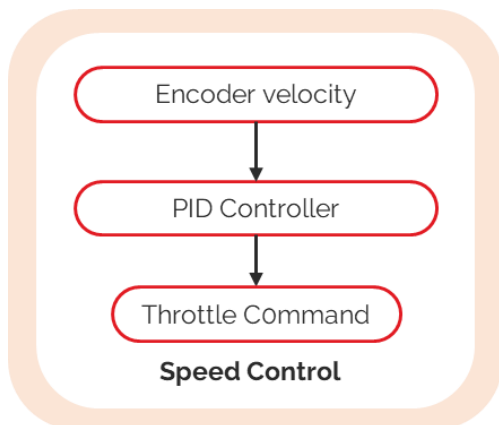 Encoder velocity
PID Controller
Throttle C0mmand
Speed Control